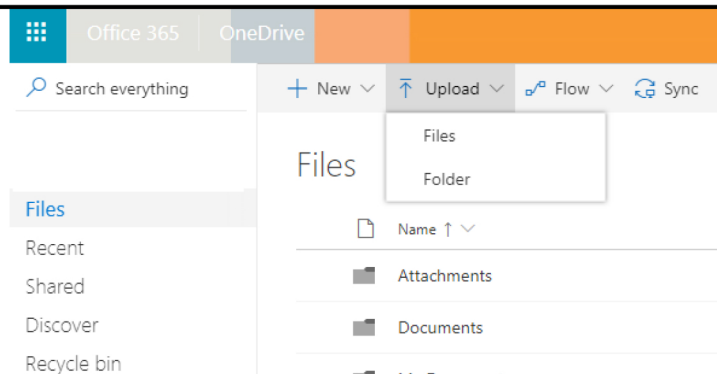 Office 365 OneDrive
Search everything
New Upload Flow Sync
Files
Folder
Files
Name
Attachments
Documents
Files
Recent
Shared
Discover
Recycle bin